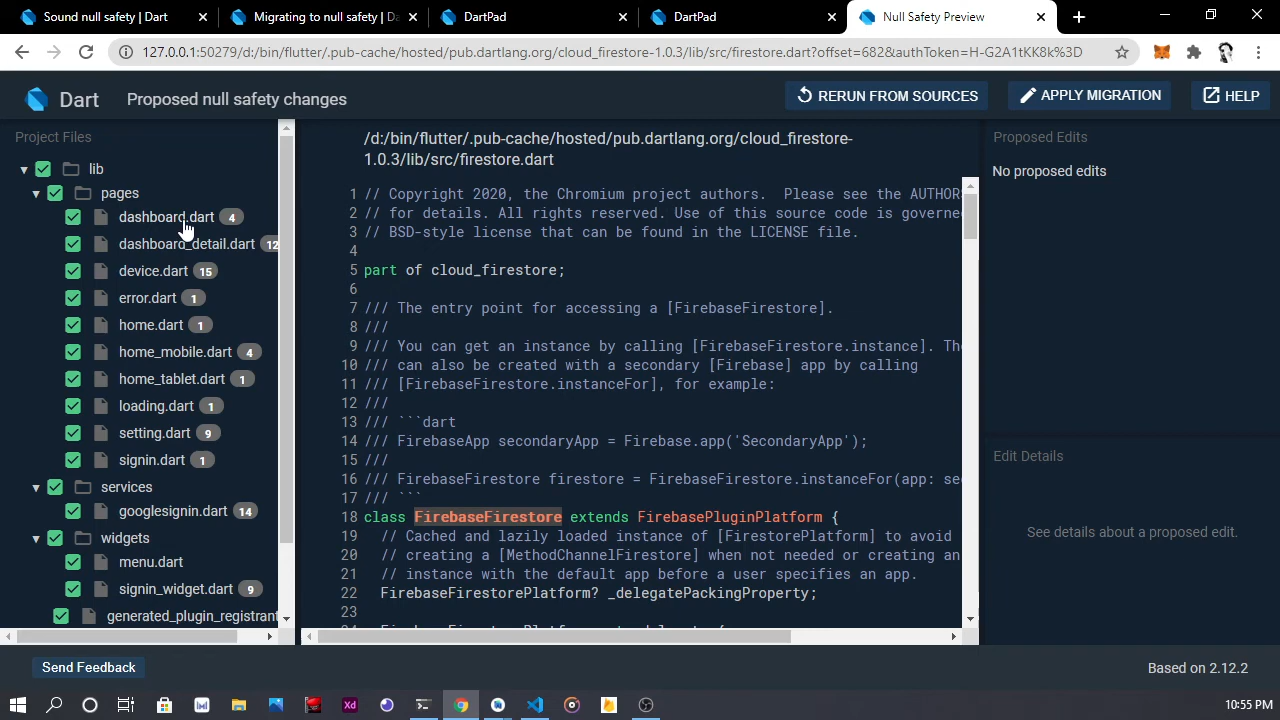 Sound null safety | Dart
Migrating to null safety | Da
DartPad
DartPad
Null Safety Preview
127.0.0.1:50279/d:/bin/flutter/.pub-cache/hosted/pub.dartlang.org/cloud_firestore-1.0.3/lib/src/firestore.dart?offset=682&authToken=H-G2A1tKK8k%3D
Dart
Proposed null safety changes
RERUN FROM SOURCES
APPLY MIGRATION
HELP
Project Files
lib
pages
dashboard.dart 4
dashboard_detail.dart 12
device.dart 15
error.dart 1
home.dart 1
home_mobile.dart 4
home_tablet.dart 1
loading.dart 1
setting.dart 9
signin.dart 1
services
googlesignin.dart 14
widgets
menu.dart
signin_widget.dart 9
generated_plugin_registrant
/d:/bin/flutter/.pub-cache/hosted/pub.dartlang.org/cloud_firestore-
1.0.3/lib/src/firestore.dart
1 // Copyright 2020, the Chromium project authors.  Please see the AUTHOR
2 // for details. All rights reserved. Use of this source code is governe
3 // BSD-style license that can be found in the LICENSE file.
4
5 part of cloud_firestore;
6
7 /// The entry point for accessing a [FirebaseFirestore].
8 ///
9 /// You can get an instance by calling [FirebaseFirestore.instance]. Th
10 /// can also be created with a secondary [Firebase] app by calling
11 /// [FirebaseFirestore.instanceFor], for example:
12 ///
13 /// ```dart
14 /// FirebaseApp secondaryApp = Firebase.app('SecondaryApp');
15 ///
16 /// FirebaseFirestore firestore = FirebaseFirestore.instanceFor(app: se
17 /// ```
18 class FirebaseFirestore extends FirebasePluginPlatform {
19 // Cached and lazily loaded instance of [FirestorePlatform] to avoid
20 // creating a [MethodChannelFirestore] when not needed or creating an
21 // instance with the default app before a user specifies an app.
22 FirebaseFirestorePlatform? _delegatePackingProperty;
23
Proposed Edits
No proposed edits
Edit Details
See details about a proposed edit.
Send Feedback
Based on 2.12.2
Xd
10:55 PM